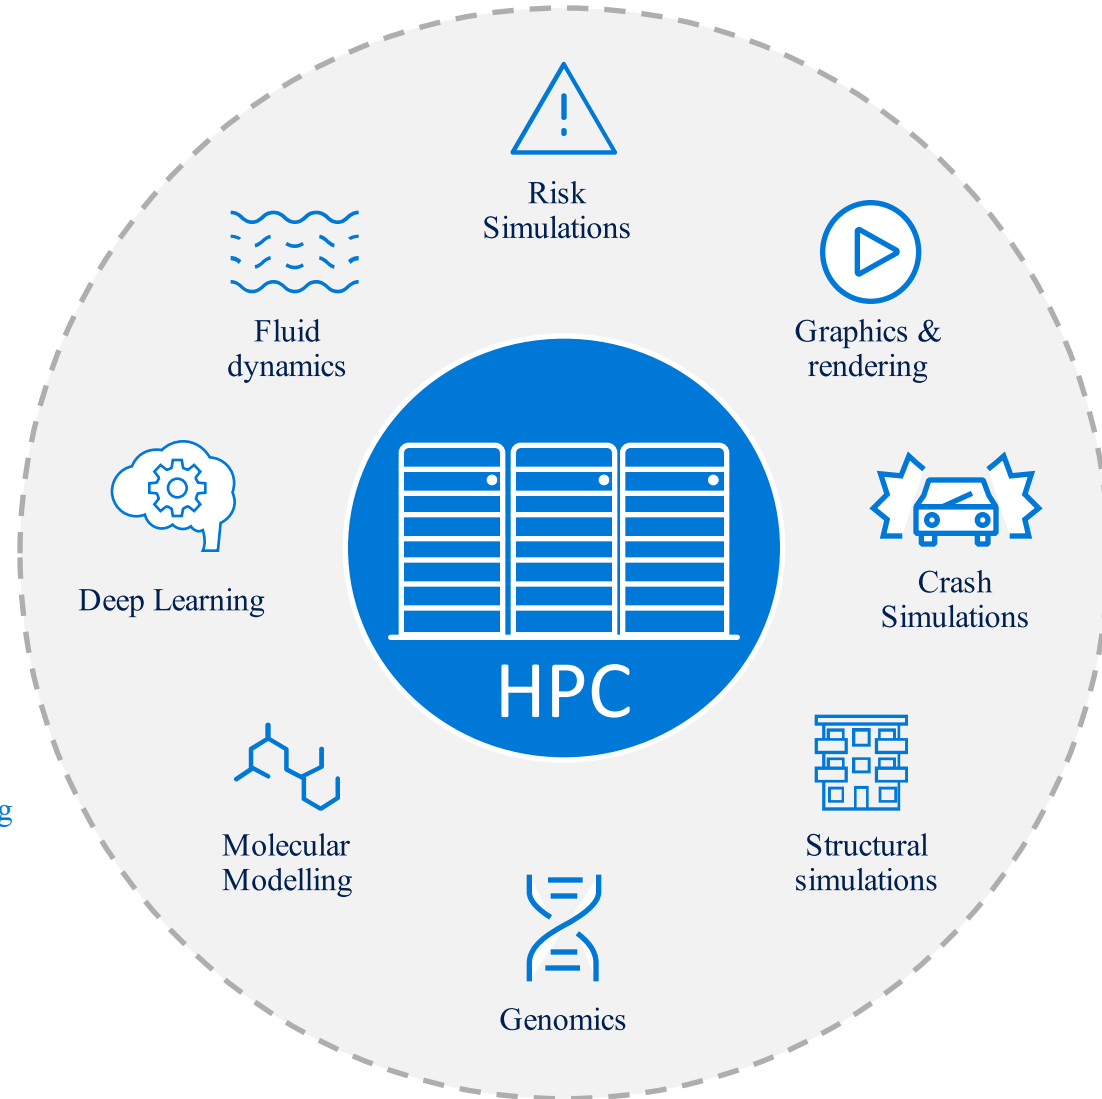 Risk
Simulations
Graphics &
rendering
Fluid
dynamics
Crash
Simulations
Deep Learning
HPC
Structural
simulations
Molecular
Modelling
Genomics